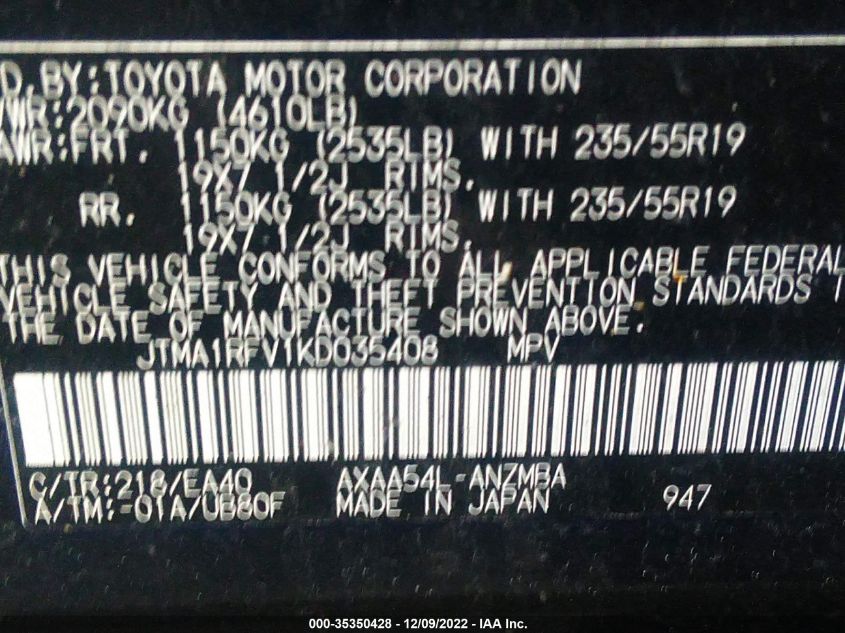 D.BY:TOYOTA MOTOR CORPORATION
VWR:2090KG (4610LB)
AWR:FRT. 1150KG (2535LB) WITH 235/55R19
19X7 1/2J RIMS.
RR. 1150KG (2535LB) WITH 235/55R19
19X7 1/2J RIMS.
THIS VEHICLE CONFORMS TO ALL APPLICABLE FEDERAL
VEHICLE SAFETY AND THEFT PREVENTION STANDARDS I
THE DATE OF MANUFACTURE SHOWN ABOVE.
JTMA1RFV1KD035408 MPV
C/TR:218/EA40 AXAA54L-ANZMBA
A/TM:-01A/UB80F MADE IN JAPAN 947
000-35350428 - 12/09/2022 - IAA Inc.